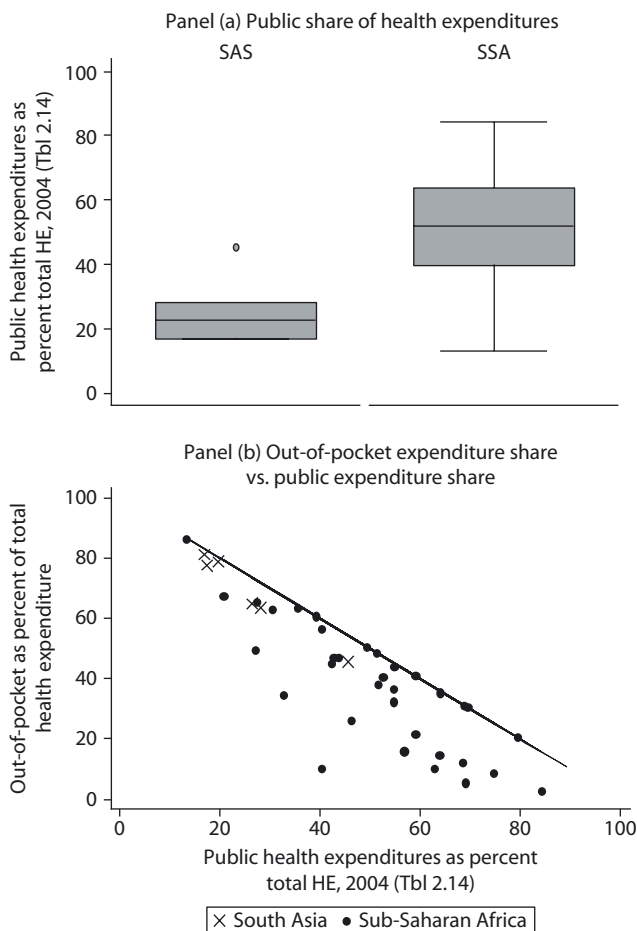 Panel (a) Public share of health expenditures
SAS SSA
Public health expenditures as
percent total HE, 2004 (Tbl 2.14)
100
80
60
40
20
0
Panel (b) Out-of-pocket expenditure share
vs. public expenditure share
Out-of-pocket as percent of total
health expenditure
100
80
60
40
20
0
0 20 40 60 80 100
Public health expenditures as percent
total HE, 2004 (Tbl 2.14)
South Asia Sub-Saharan Africa